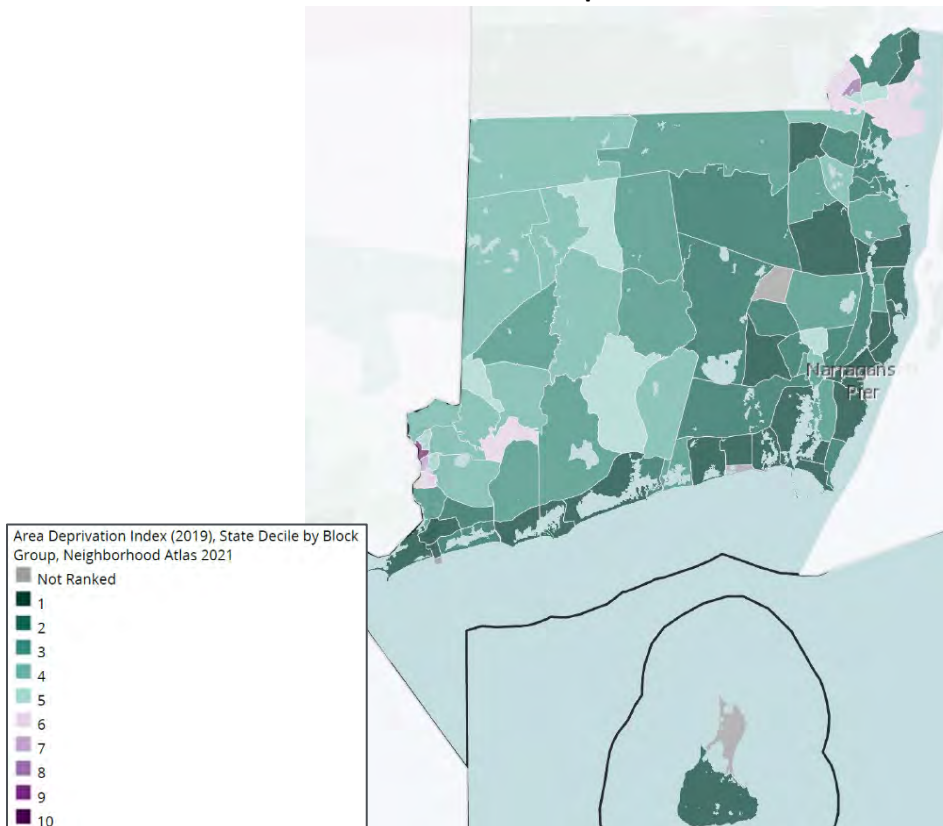 Narragans
Pier
Area Deprivation Index (2019), State Decile by Block
Group, Neighborhood Atlas 2021
Not Ranked
1
2
3
4
5
6
7
8
9
10